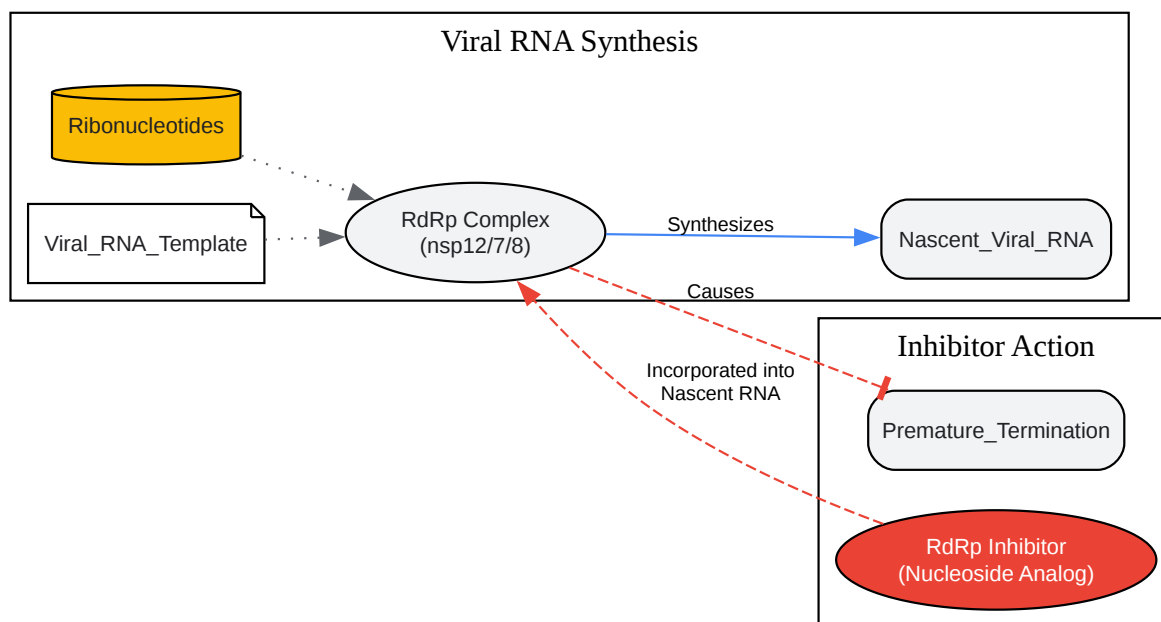 Viral RNA Synthesis
Ribonucleotides
Viral_RNA_Template
RdRp Complex
(nsp12/7/8)
Synthesizes
Nascent_Viral_RNA
Causes
Incorporated into
Nascent RNA
Inhibitor Action
Premature_Termination
RdRp Inhibitor
(Nucleoside Analog)